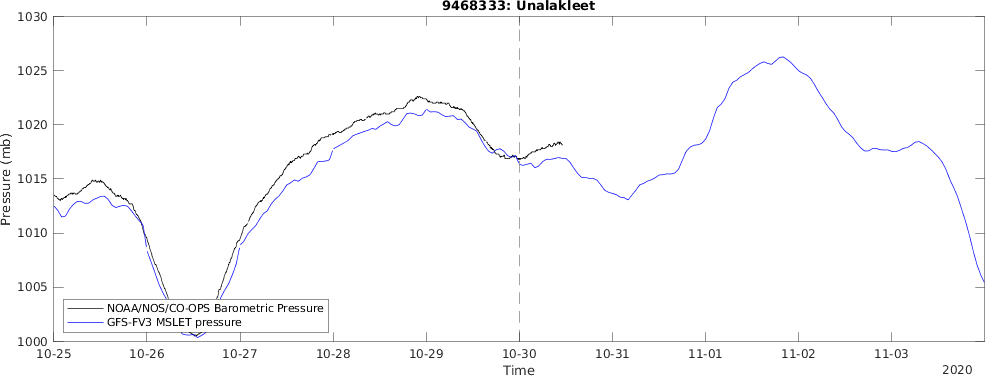 9468333: Unalakleet
Pressure (mb)
1030
1025
1020
1015
1010
1005
1000
NOAA/NOS/CO-OPS Barometric Pressure
GFS-FV3 MSLET pressure
10-25 10-26 10-27 10-28 10-29 10-30 10-31 11-01 11-02 11-03
Time
2020